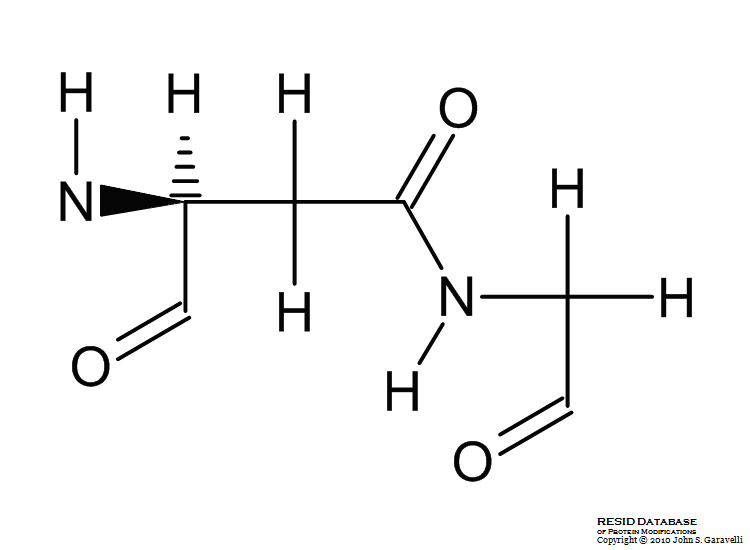 H H H O
H
N
H
H N H
O
H
O
RESID DATABASE
OF PROTEIN MODIFICATIONS
Copyright © 2010 John S. Garavelli